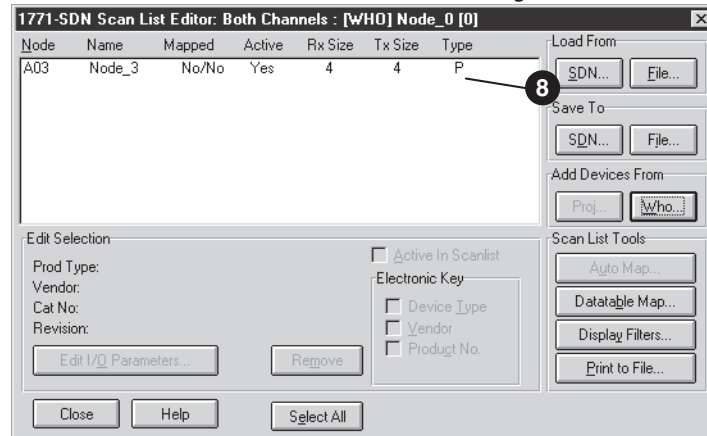 1771-SDN Scan List Editor: Both Channels : [WHO] Node_0 [0]
Node Name Mapped Active Rx Size Tx Size Type
A03 Node_3 No/No Yes 4 4 P
8
Load From
SDN... File...
Save To
SDN... File...
Add Devices From
Proj... Who...
Edit Selection
Prod Type:
Vendor:
Cat No:
Revision:
Edit I/O Parameters... Remove
Active In Scanlist
Electronic Key
Device Type
Vendor
Product No.
Scan List Tools
Auto Map...
Datatable Map...
Display Filters...
Print to File...
Close Help Select All